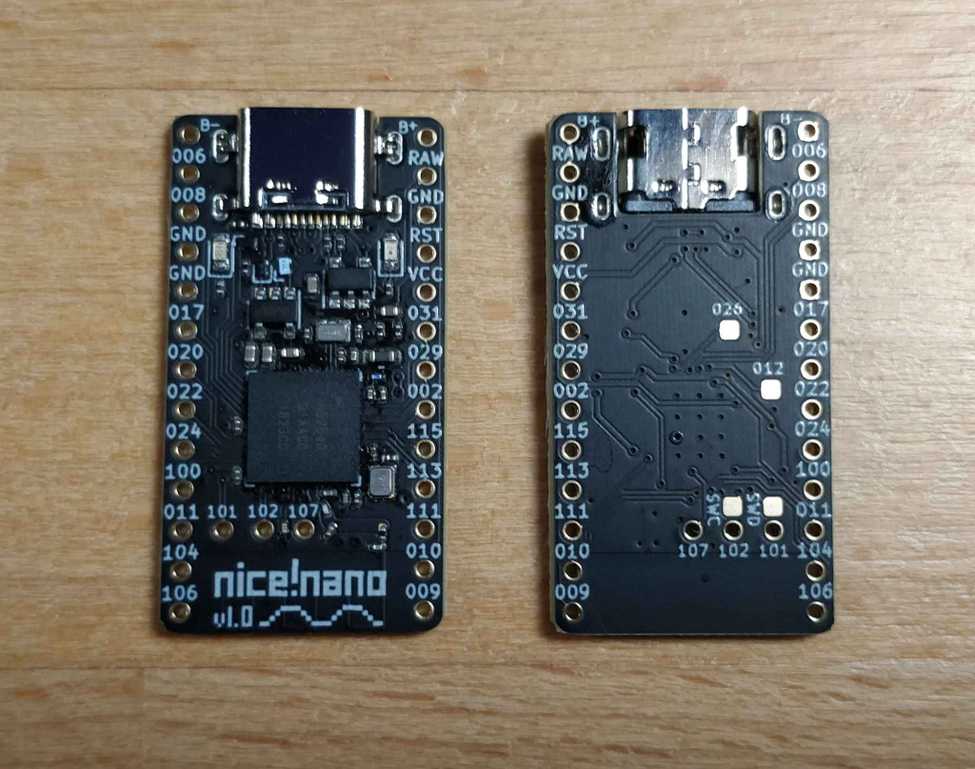 B- B+
006 RAW
008 GND
GND RST
GND VCC
017 031
020 029
022 002
024 115
100 113
011 101 102 107 111
104 010
106 009
nice!nano
v1.0
B+ B-
RAW 006
GND 008
RST GND
VCC GND
031 026 017
029 020
002 012 022
115 024
113 100
111 SWC SWD 011
010 107 102 101 104
009 106